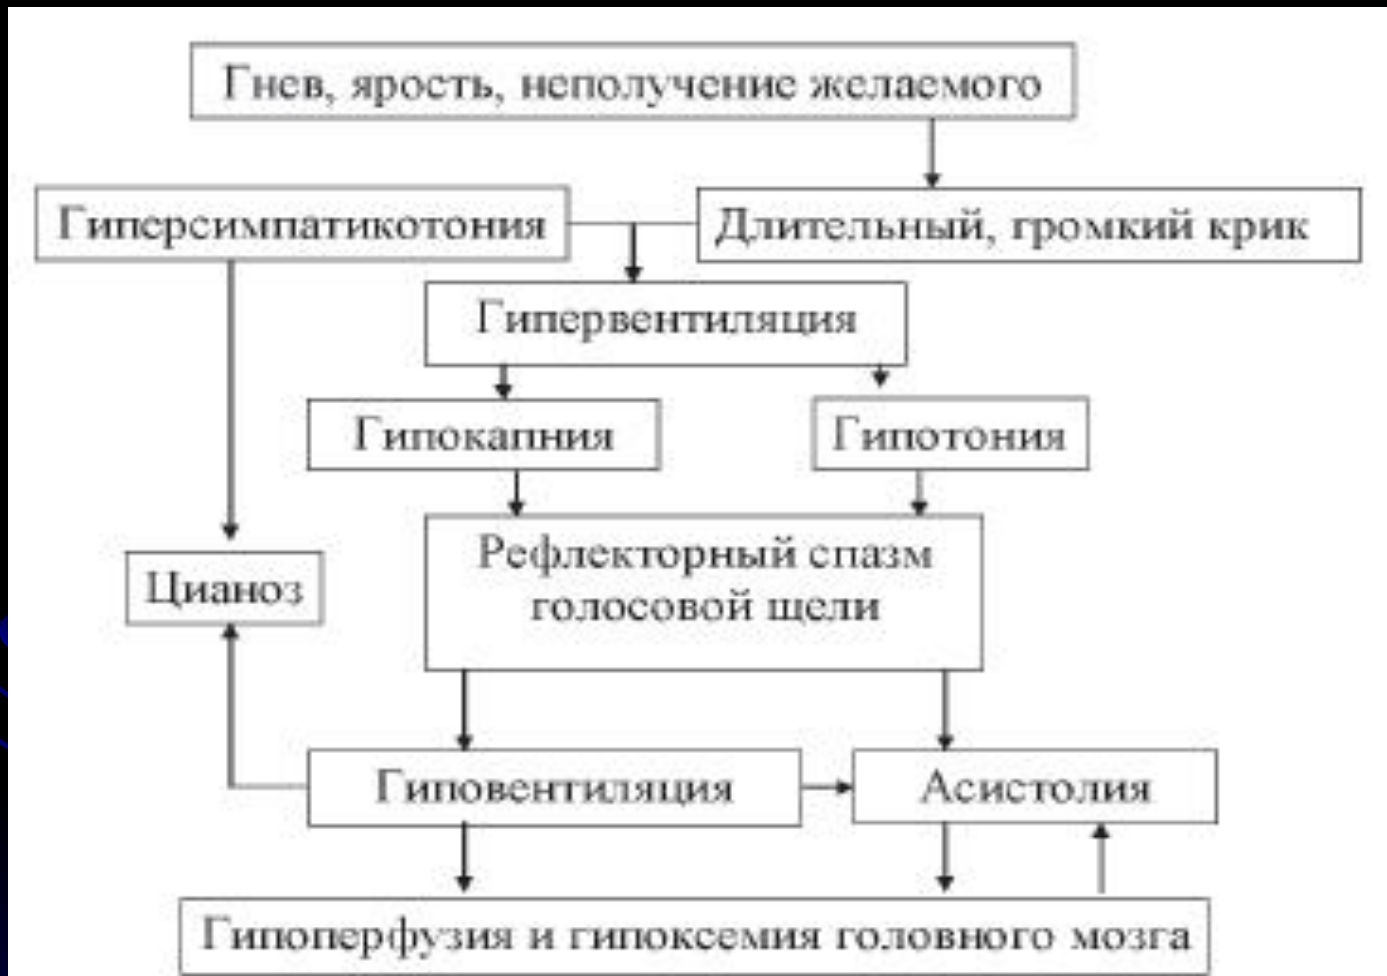 Гнев, ярость, неполучение желаемого
Гиперсимпатикотония
Длительный, громкий крик
Гипервентиляция
Гипокапния
Гипотония
Рефлекторный спазм
голосовой щели
Цианоз
Гиповентиляция
Асистолия
Гипоперфузия и гипоксемия головного мозга